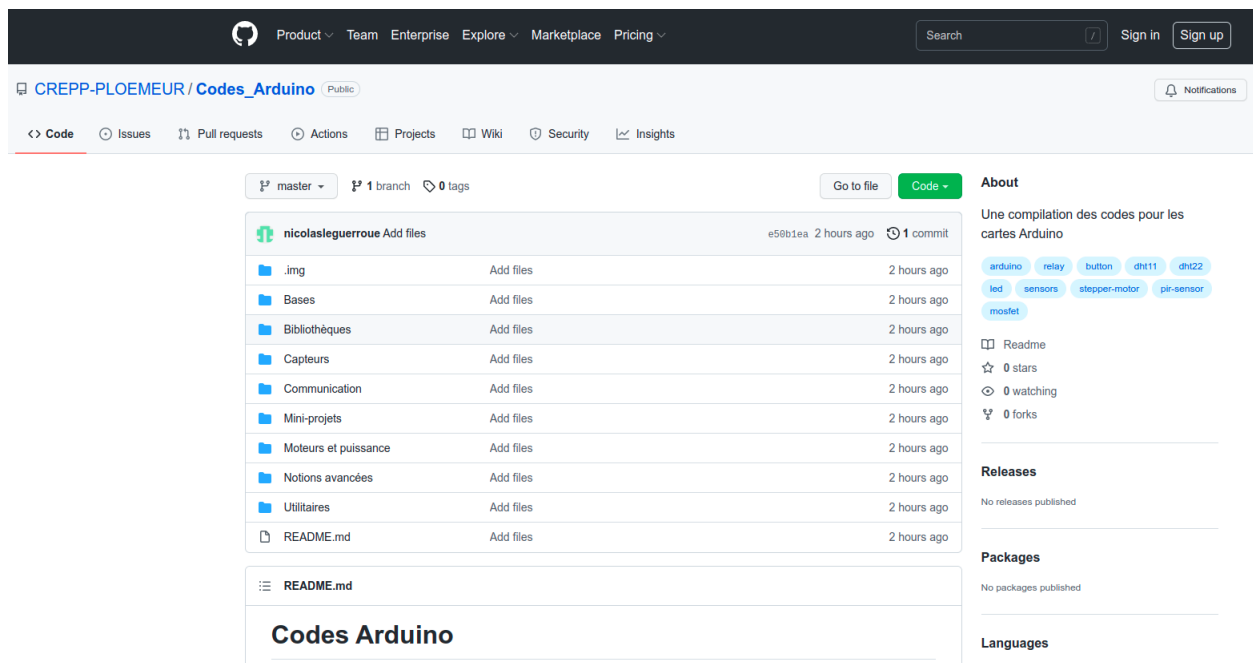 Product Team Enterprise Explore Marketplace Pricing Search / Sign in Sign up
CREPP-PLOEMEUR / Codes_Arduino Public Notifications
<> Code Issues Pull requests Actions Projects Wiki Security Insights
master 1 branch 0 tags Go to file Code
nicolasleguerroue Add files e50b1ea 2 hours ago 1 commit
.img Add files 2 hours ago
Bases Add files 2 hours ago
Bibliothèques Add files 2 hours ago
Capteurs Add files 2 hours ago
Communication Add files 2 hours ago
Mini-projets Add files 2 hours ago
Moteurs et puissance Add files 2 hours ago
Notions avancées Add files 2 hours ago
Utilitaires Add files 2 hours ago
README.md Add files 2 hours ago
README.md
Codes Arduino
About
Une compilation des codes pour les
cartes Arduino
arduino relay button dht11 dht22
led sensors stepper-motor pir-sensor
mosfet
Readme
0 stars
0 watching
0 forks
Releases
No releases published
Packages
No packages published
Languages